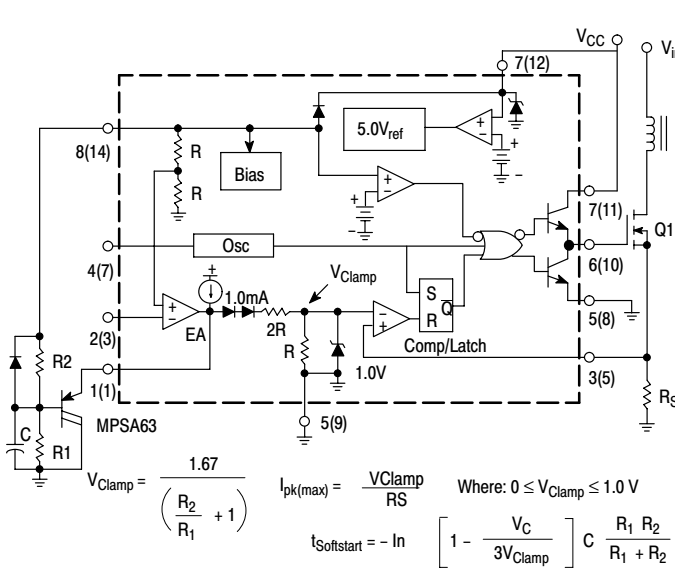 VCC
Vi
7(12)
8(14)
R
R
Bias
5.0Vref
+
–
+
–
+
–
+
–
7(11)
Q1
Osc
4(7)
6(10)
VClamp
+
1.0mA
+
–
EA
2R
R
–
+
S
R
Q
5(8)
2(3)
Comp/Latch
1.0V
3(5)
R2
1(1)
MPSA63
C
R1
5(9)
RS
VClamp = 1.67 / (R2/R1 + 1)
Ipk(max) = VClamp / RS
Where: 0 ≤ VClamp ≤ 1.0 V
tSoftstart = – In [1 - VC / 3VClamp] C R1 R2 / R1 + R2